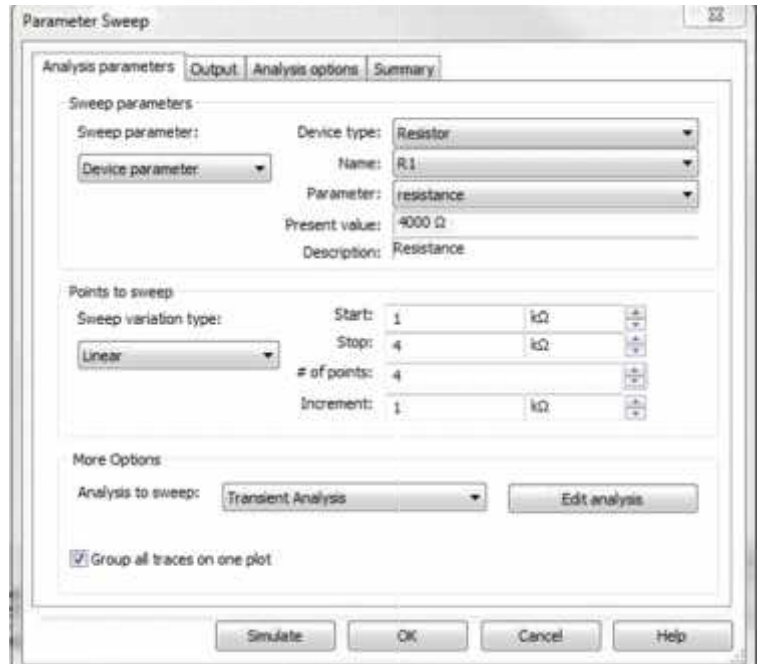 Parameter Sweep
Analysis parameters Output Analysis options Summary
Sweep parameters
Sweep parameter:
Device parameter
Device type: Resistor
Name: R1
Parameter: resistance
Present value: 4000 Ω
Description: Resistance
Points to sweep
Sweep variation type:
Linear
Start: 1 kΩ
Stop: 4 kΩ
# of points: 4
Increment: 1 kΩ
More Options
Analysis to sweep: Transient Analysis Edit analysis
Group all traces on one plot
Simulate OK Cancel Help